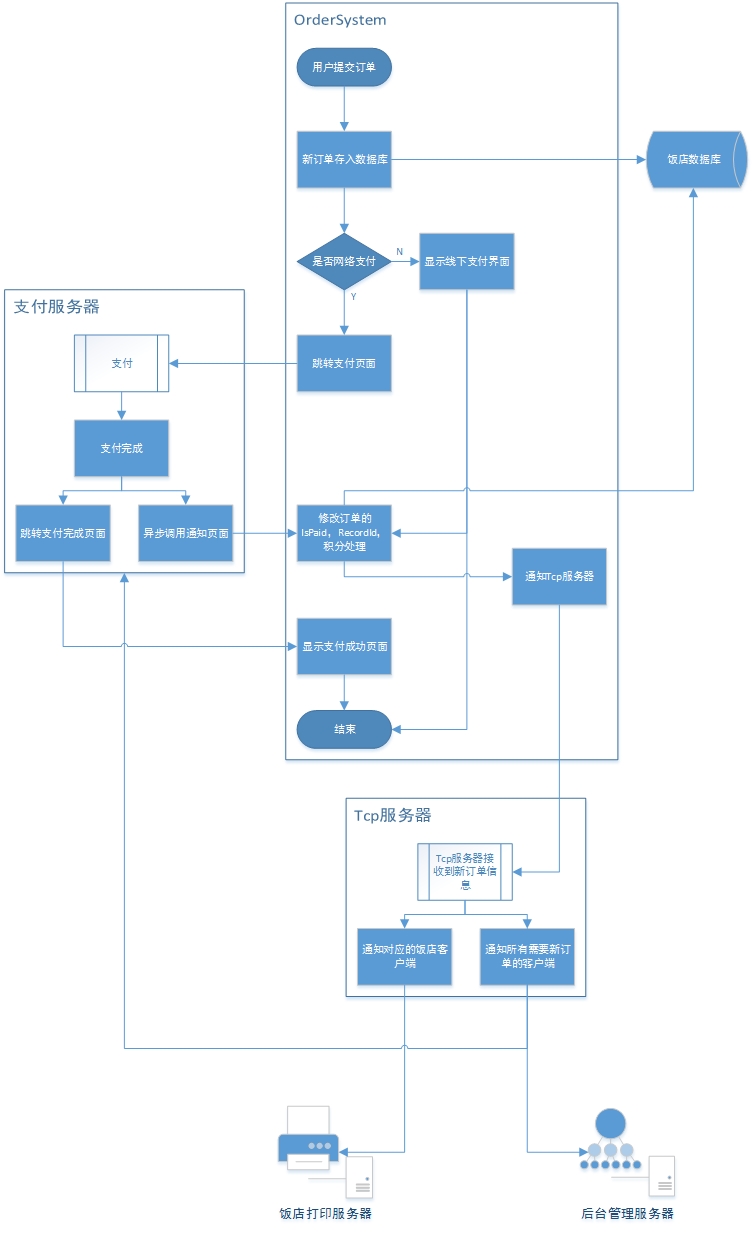 OrderSystem
用户提交订单
新订单存入数据库
饭店数据库
是否网络支付
N
显示线下支付界面
Y
支付服务器
支付
跳转支付页面
支付完成
跳转支付完成页面
异步调用通知页面
修改订单的
IsPaid，RecordId,
积分处理
通知Tcp服务器
显示支付成功页面
结束
Tcp服务器
Tcp服务器接
收到新订单信
息
通知对应的饭店客
户端
通知所有需要新订
单的客户端
饭店打印服务器
后台管理服务器